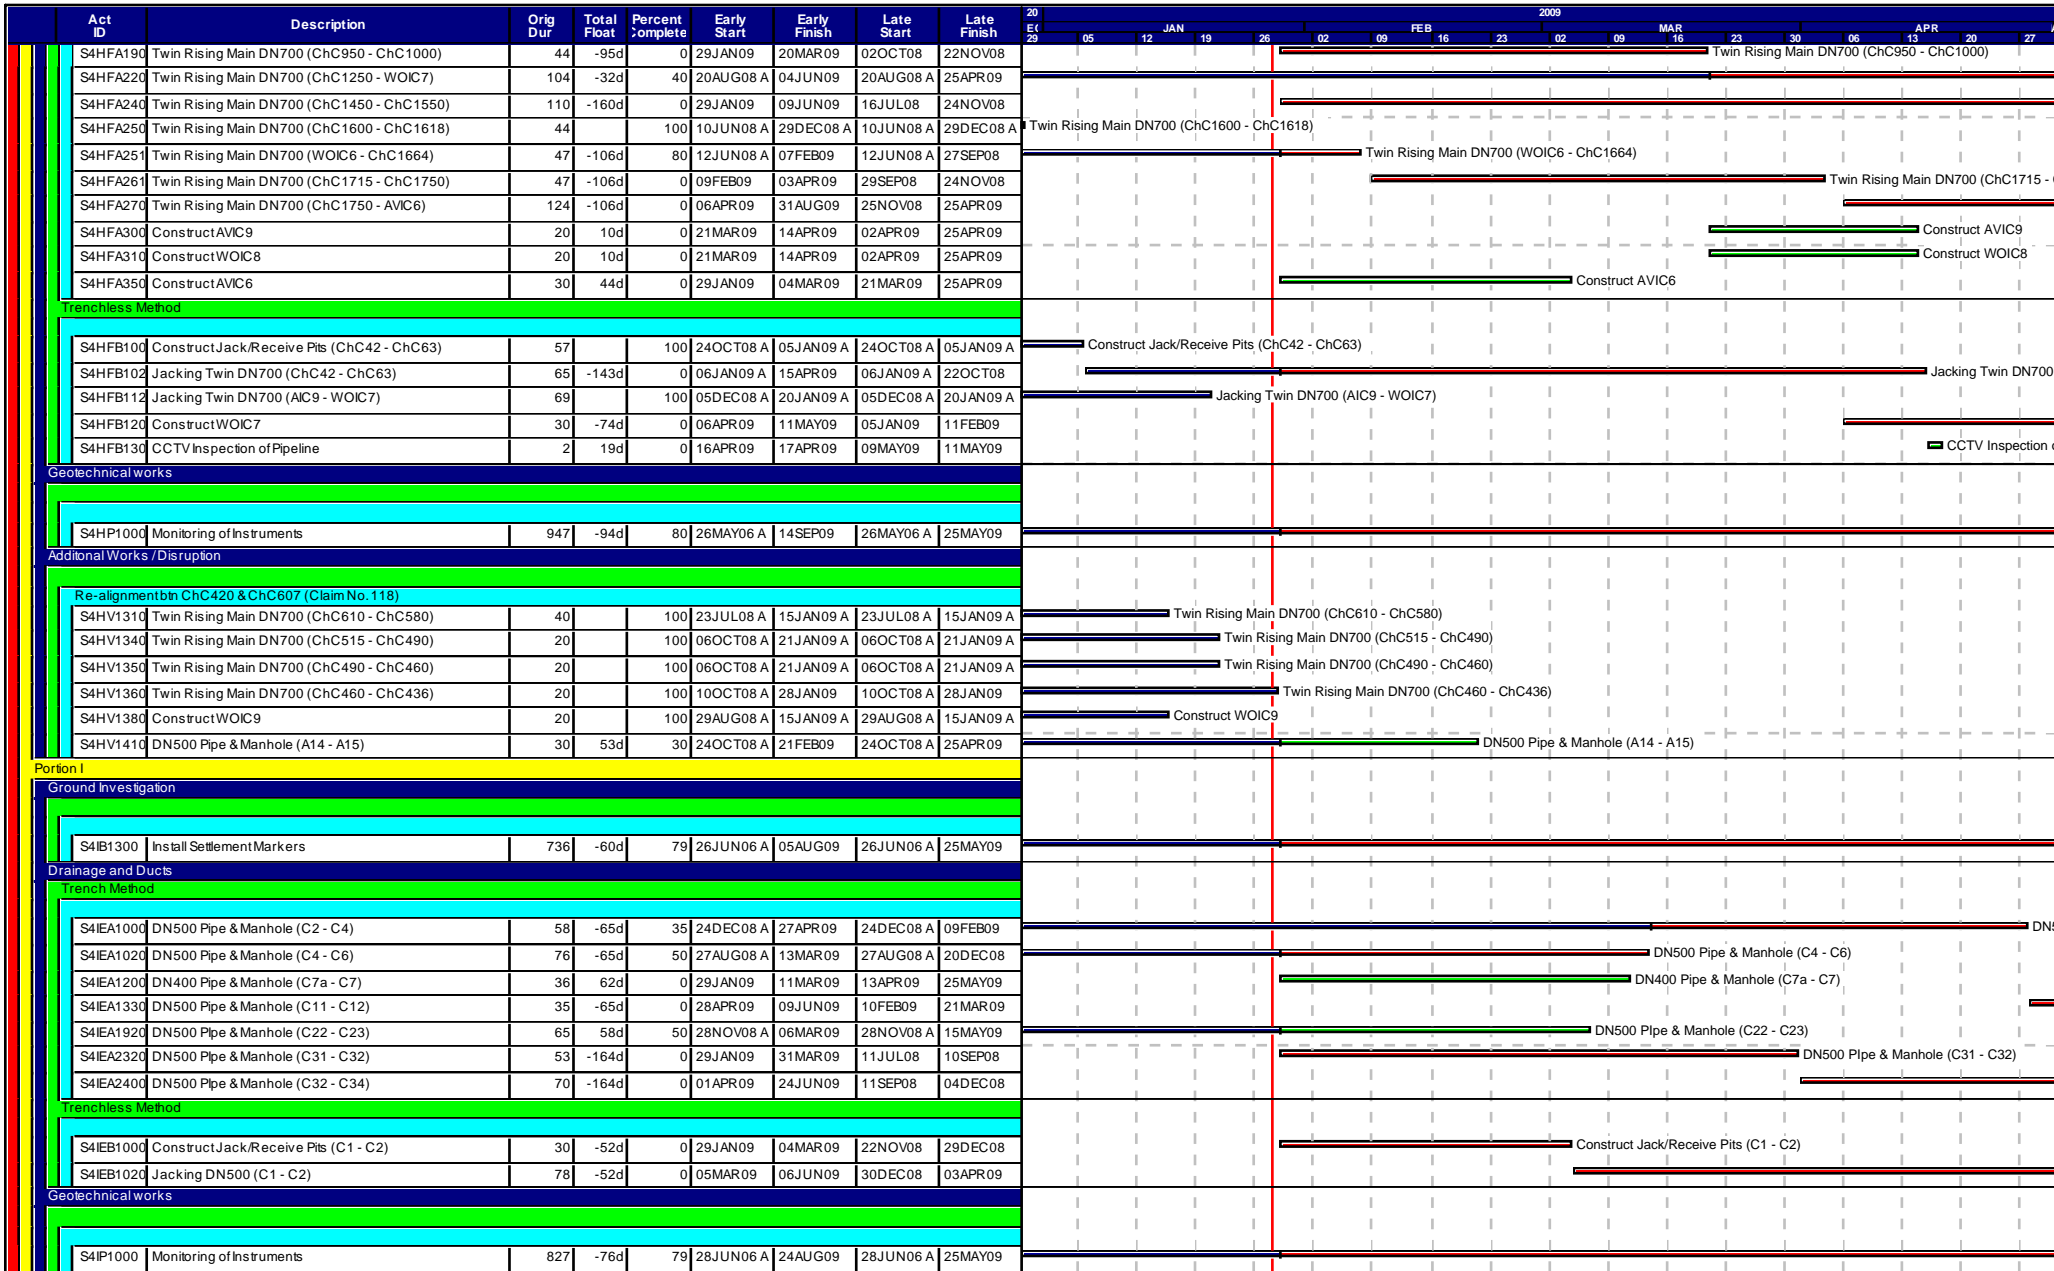 Act ID Description Orig Dur Total Float Percent Complete Early Start Early Finish Late Start Late Finish
20 2009
JAN FEB MAR APR
29 05 12 19 26 02 09 16 23 02 09 16 23 30 06 13 20 27
S4HFA190 Twin Rising Main DN700 (ChC950 - ChC1000) 44 -95d 0 29JAN09 20MAR09 02OCT08 22NOV08 Twin Rising Main DN700 (ChC950 - ChC1000)
S4HFA220 Twin Rising Main DN700 (ChC1250 - WOIC7) 104 -32d 40 20AUG08 A 04JUN09 20AUG08 A 25APR09
S4HFA240 Twin Rising Main DN700 (ChC1450 - ChC1550) 110 -160d 0 29JAN09 09JUN09 16JUL08 24NOV08
S4HFA250 Twin Rising Main DN700 (ChC1600 - ChC1618) 44 100 10JUN08 A 29DEC08 A 10JUN08 A 29DEC08 A Twin Rising Main DN700 (ChC1600 - ChC1618)
S4HFA251 Twin Rising Main DN700 (WOIC6 - ChC1664) 47 -106d 80 12JUN08 A 07FEB09 12JUN08 A 27SEP08 Twin Rising Main DN700 (WOIC6 - ChC1664)
S4HFA261 Twin Rising Main DN700 (ChC1715 - ChC1750) 47 -106d 0 09FEB09 03APR09 29SEP08 24NOV08 Twin Rising Main DN700 (ChC1715 -
S4HFA270 Twin Rising Main DN700 (ChC1750 - AVIC6) 124 -106d 0 06APR09 31AUG09 25NOV08 25APR09
S4HFA300 Construct AVIC9 20 10d 0 21MAR09 14APR09 02APR09 25APR09 Construct AVIC9
S4HFA310 Construct WOIC8 20 10d 0 21MAR09 14APR09 02APR09 25APR09 Construct WOIC8
S4HFA350 Construct AVIC6 30 44d 0 29JAN09 04MAR09 21MAR09 25APR09 Construct AVIC6
Trenchless Method
S4HFB100 Construct Jack/Receive Pits (ChC42 - ChC63) 57 100 24OCT08 A 05JAN09 A 24OCT08 A 05JAN09 A Construct Jack/Receive Pits (ChC42 - ChC63)
S4HFB102 Jacking Twin DN700 (ChC42 - ChC63) 65 -143d 0 06JAN09 A 15APR09 06JAN09 A 22OCT08 Jacking Twin DN700
S4HFB112 Jacking Twin DN700 (AIC9 - WOIC7) 69 100 05DEC08 A 20JAN09 A 05DEC08 A 20JAN09 A Jacking Twin DN700 (AIC9 - WOIC7)
S4HFB120 Construct WOIC7 30 -74d 0 06APR09 11MAY09 05JAN09 11FEB09
S4HFB130 CCTV Inspection of Pipeline 2 19d 0 16APR09 17APR09 09MAY09 11MAY09 CCTV Inspection
Geotechnical works
S4HP1000 Monitoring of Instruments 947 -94d 80 26MAY06 A 14SEP09 26MAY06 A 25MAY09
Additonal Works / Disruption
Re-alignment btn ChC420 & ChC607 (Claim No. 118)
S4HV1310 Twin Rising Main DN700 (ChC610 - ChC580) 40 100 23JUL08 A 15JAN09 A 23JUL08 A 15JAN09 A Twin Rising Main DN700 (ChC610 - ChC580)
S4HV1340 Twin Rising Main DN700 (ChC515 - ChC490) 20 100 06OCT08 A 21JAN09 A 06OCT08 A 21JAN09 A Twin Rising Main DN700 (ChC515 - ChC490)
S4HV1350 Twin Rising Main DN700 (ChC490 - ChC460) 20 100 06OCT08 A 21JAN09 A 06OCT08 A 21JAN09 A Twin Rising Main DN700 (ChC490 - ChC460)
S4HV1360 Twin Rising Main DN700 (ChC460 - ChC436) 20 100 10OCT08 A 28JAN09 10OCT08 A 28JAN09 Twin Rising Main DN700 (ChC460 - ChC436)
S4HV1380 Construct WOIC9 20 100 29AUG08 A 15JAN09 A 29AUG08 A 15JAN09 A Construct WOIC9
S4HV1410 DN500 Pipe & Manhole (A14 - A15) 30 53d 30 24OCT08 A 21FEB09 24OCT08 A 25APR09 DN500 Pipe & Manhole (A14 - A15)
Portion I
Ground Investigation
S4IB1300 Install Settlement Markers 736 -60d 79 26JUN06 A 05AUG09 26JUN06 A 25MAY09
Drainage and Ducts
Trench Method
S4IEA1000 DN500 Pipe & Manhole (C2 - C4) 58 -65d 35 24DEC08 A 27APR09 24DEC08 A 09FEB09
S4IEA1020 DN500 Pipe & Manhole (C4 - C6) 76 -65d 50 27AUG08 A 13MAR09 27AUG08 A 20DEC08 DN500 Pipe & Manhole (C4 - C6)
S4IEA1200 DN400 Pipe & Manhole (C7a - C7) 36 62d 0 29JAN09 11MAR09 13APR09 25MAY09 DN400 Pipe & Manhole (C7a - C7)
S4IEA1330 DN500 Pipe & Manhole (C11 - C12) 35 -65d 0 28APR09 09JUN09 10FEB09 21MAR09
S4IEA1920 DN500 PIpe & Manhole (C22 - C23) 65 58d 50 28NOV08 A 06MAR09 28NOV08 A 15MAY09 DN500 PIpe & Manhole (C22 - C23)
S4IEA2320 DN500 PIpe & Manhole (C31 - C32) 53 -164d 0 29JAN09 31MAR09 11JUL08 10SEP08 DN500 PIpe & Manhole (C31 - C32)
S4IEA2400 DN500 PIpe & Manhole (C32 - C34) 70 -164d 0 01APR09 24JUN09 11SEP08 04DEC08
Trenchless Method
S4IEB1000 Construct Jack/Receive Pits (C1 - C2) 30 -52d 0 29JAN09 04MAR09 22NOV08 29DEC08 Construct Jack/Receive Pits (C1 - C2)
S4IEB1020 Jacking DN500 (C1 - C2) 78 -52d 0 05MAR09 06JUN09 30DEC08 03APR09
Geotechnical works
S4IP1000 Monitoring of Instruments 827 -76d 79 28JUN06 A 24AUG09 28JUN06 A 25MAY09